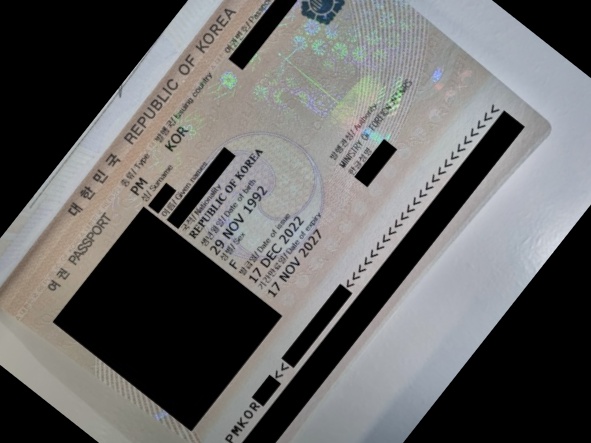 대한민국 REPUBLIC OF KOREA
여권 PASSPORT
종류/ Type
발행국/ Issuing country
여권번호/ Passport
PM
KOR
성/ Surname
이름/ Given names
국적/ Nationality
REPUBLIC OF KOREA
생년월일/ Date of birth
29 NOV 1992
성별/ Sex
F
발급일/ Date of issue
발행관청/ Authority
17 DEC 2022
MINISTRY OF FOREIGN AFFAIRS
기간만료일/ Date of expiry
한글성명
17 NOV 2027
PMKOR